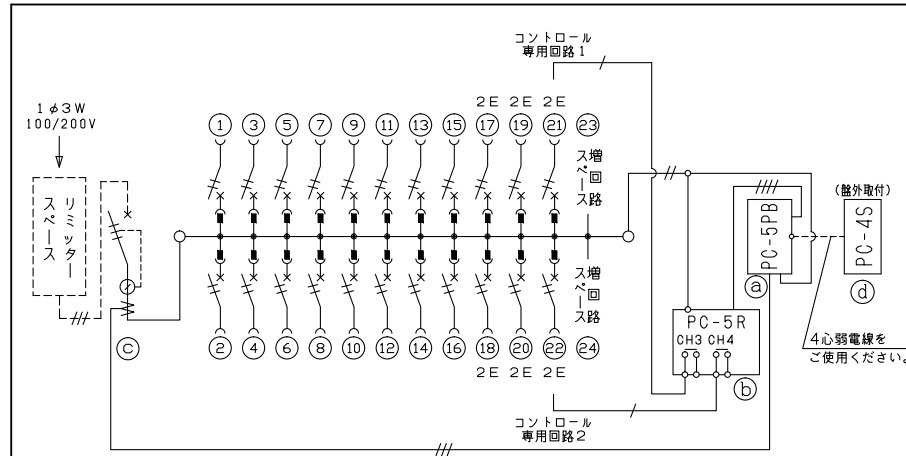 コントロール
専用回路1
1φ3W
100/200V
リミッター
スペース
2E 2E 2E
① ③ ⑤ ⑦ ⑨ ⑪ ⑬ ⑮ ⑰ ⑲ ㉑ ㉓
増回路
スペース
増回路
スペース
② ④ ⑥ ⑧ ⑩ ⑫ ⑭ ⑯ ⑱ ⑳ ㉒ ㉔
2E 2E 2E
コントロール
専用回路2
ⓒ
PC-5PB
ⓐ
(盤外取付)
PC-4S
ⓓ
PC-5R
CH3 CH4
ⓑ
4心弱電線を
ご使用ください。